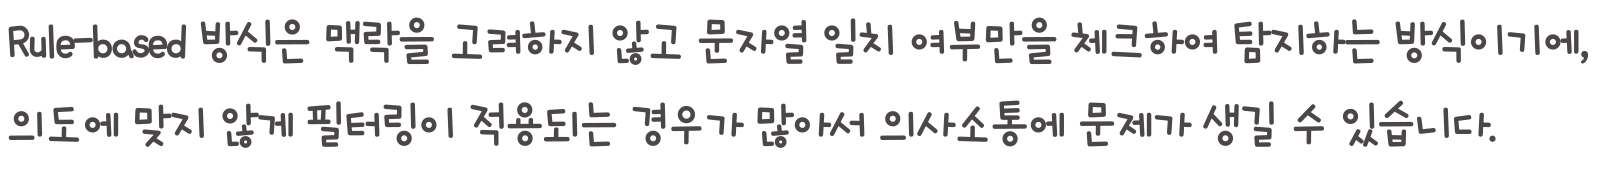 Rule-based 방식은 맥락을 고려하지 않고 문자열 일치 여부만을 체크하여 탐지하는 방식이기에,
의도에 맞지 않게 필터링이 적용되는 경우가 많아 의사소통에 문제가 생길 수 있습니다.